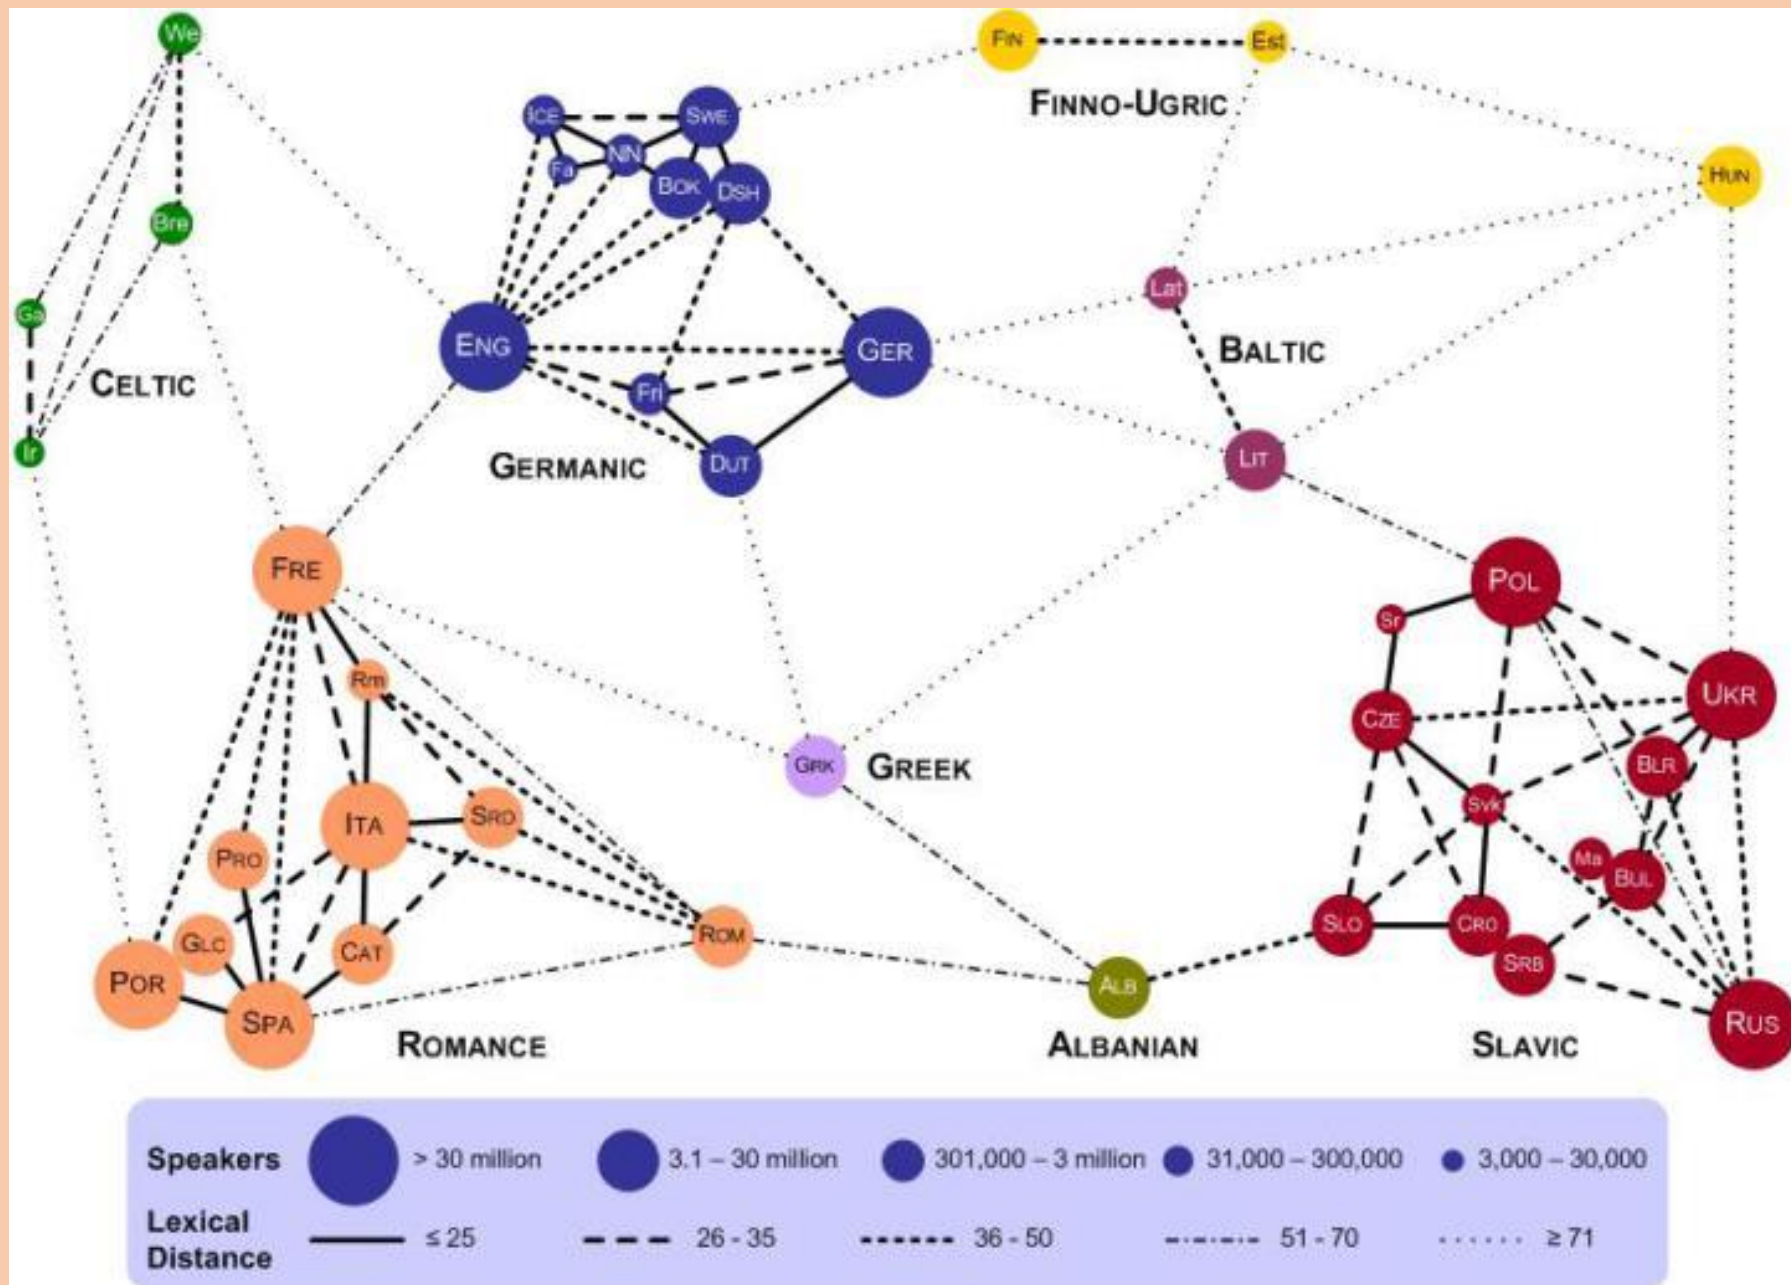 We
FIN
Est
FINNO-UGRIC
ICE
SWE
NN
Fa
BOK
DSH
HUN
Bre
Lat
Ga
ENG
GER
BALTIC
CELTIC
Fri
Ir
GERMANIC
DUT
LIT
FRE
POL
Sr
Rm
UKR
CZE
GRK
GREEK
BLR
Svk
ITA
SRD
PRO
Ma
BUL
GLC
CAT
ROM
SLO
CRO
SRB
POR
ALB
SPA
RUS
ROMANCE
ALBANIAN
SLAVIC
Speakers > 30 million 3.1 – 30 million 301,000 – 3 million 31,000 – 300,000 3,000 – 30,000
Lexical
Distance ≤ 25 26 - 35 36 - 50 51 - 70 ≥ 71